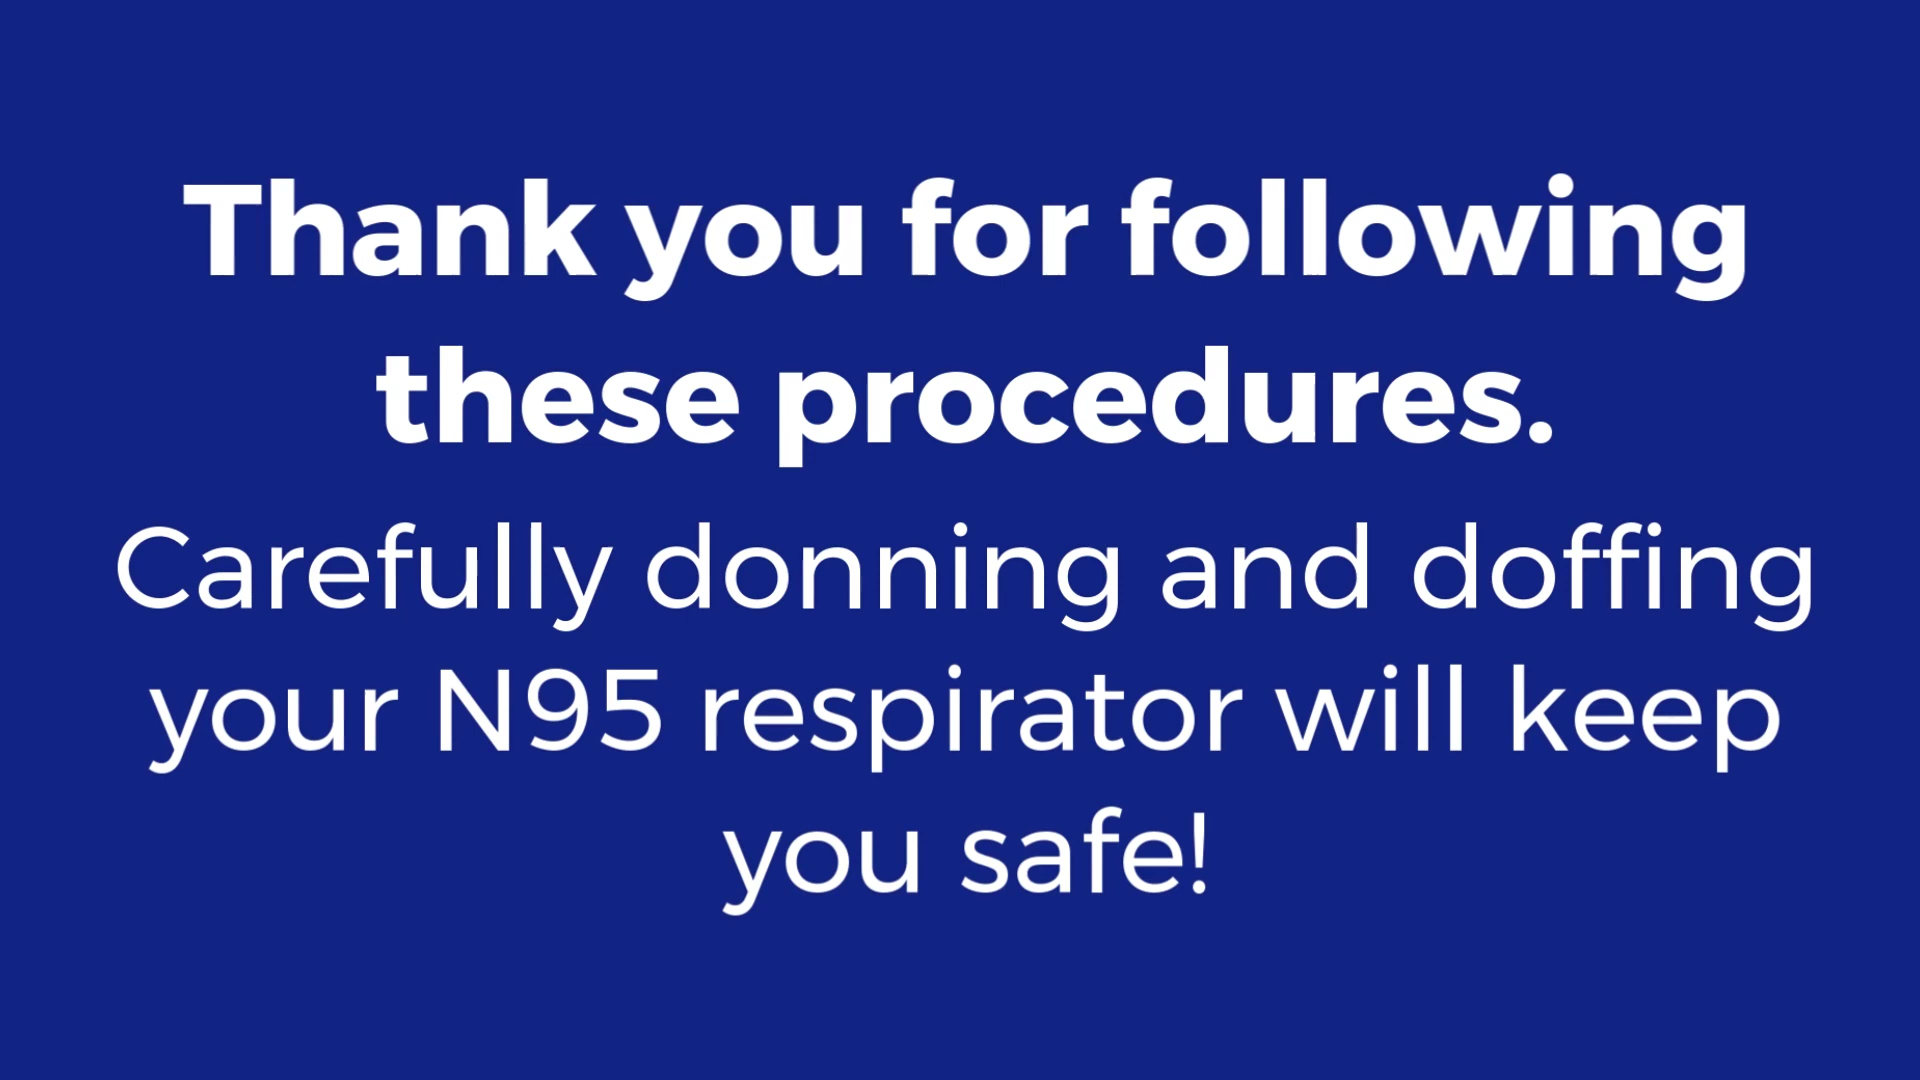 Thank you for following
these procedures.
Carefully donning and doffing
your N95 respirator will keep
you safe!